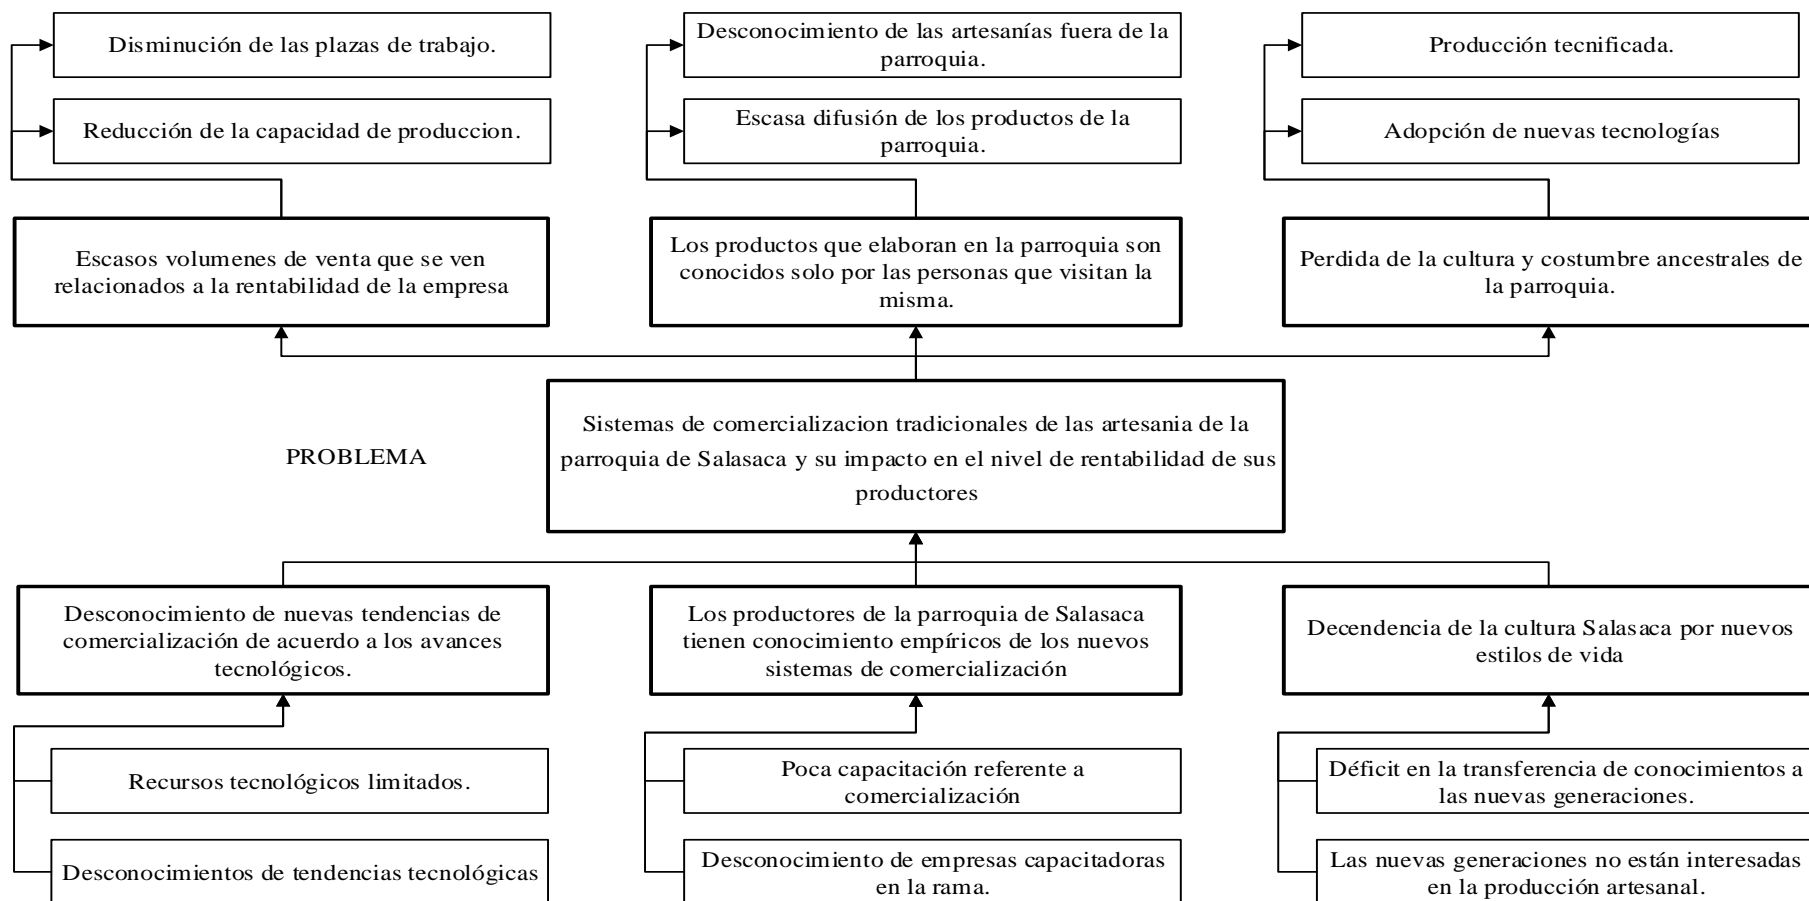 Disminución de las plazas de trabajo.
Desconocimiento de las artesanías fuera de la
parroquia.
Producción tecnificada.
Reducción de la capacidad de produccion.
Escasa difusión de los productos de la
parroquia.
Adopción de nuevas tecnologías
Escasos volumenes de venta que se ven
relacionados a la rentabilidad de la empresa
Los productos que elaboran en la parroquia son
conocidos solo por las personas que visitan la
misma.
Perdida de la cultura y costumbre ancestrales de
la parroquia.
PROBLEMA
Sistemas de comercializacion tradicionales de las artesania de la
parroquia de Salasaca y su impacto en el nivel de rentabilidad de sus
productores
Desconocimiento de nuevas tendencias de
comercialización de acuerdo a los avances
tecnológicos.
Los productores de la parroquia de Salasaca
tienen conocimiento empíricos de los nuevos
sistemas de comercialización
Decendencia de la cultura Salasaca por nuevos
estilos de vida
Recursos tecnológicos limitados.
Poca capacitación referente a
comercialización
Déficit en la transferencia de conocimientos a
las nuevas generaciones.
Desconocimientos de tendencias tecnológicas
Desconocimiento de empresas capacitadoras
en la rama.
Las nuevas generaciones no están interesadas
en la producción artesanal.